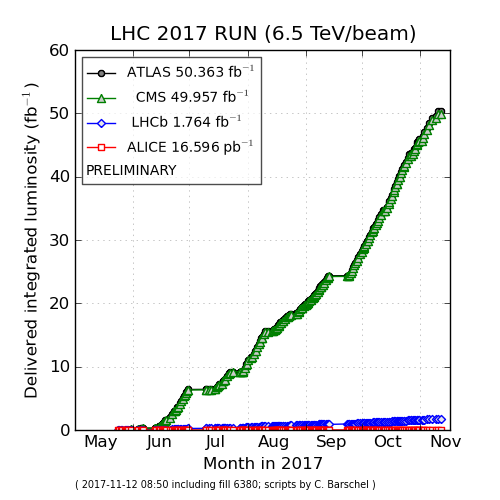 LHC 2017 RUN (6.5 TeV/beam)
60
50
40
30
20
10
0
Delivered integrated luminosity (fb⁻¹)
ATLAS 50.363 fb⁻¹
CMS 49.957 fb⁻¹
LHCb 1.764 fb⁻¹
ALICE 16.596 pb⁻¹
PRELIMINARY
May Jun Jul Aug Sep Oct Nov
Month in 2017
( 2017-11-12 08:50 including fill 6380; scripts by C. Barschel )